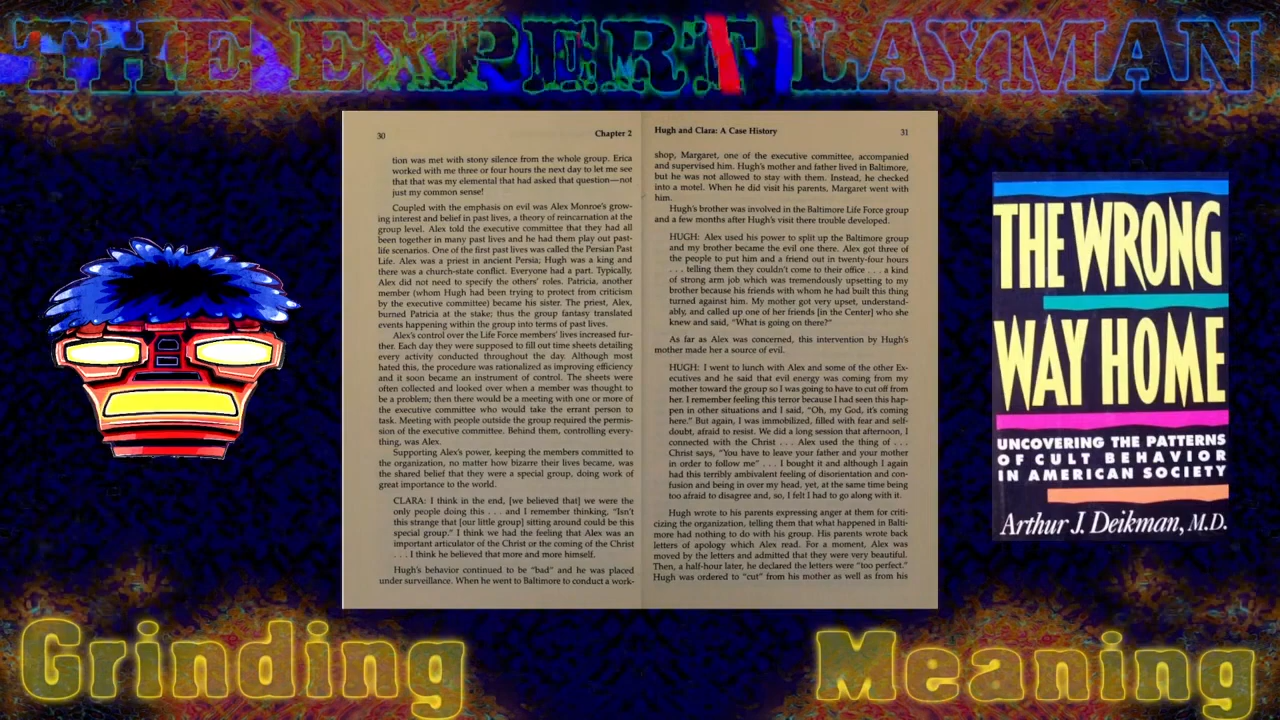 THE EXPERT LAYMAN
30
Chapter 2
tion was met with stony silence from the whole group. Erica
worked with me three or four hours the next day to let me see
that that was my elemental that had asked that question—not
just my common sense!
Coupled with the emphasis on evil was Alex Monroe's grow-
ing interest and belief in past lives, a theory of reincarnation at the
group level. Alex told the executive committee that they had all
been together in many past lives and he had them play out past-
life scenarios. One of the first past lives was called the Persian Past
Life. Alex was a priest in ancient Persia; Hugh was a king and
there was a church-state conflict. Everyone had a part. Typically,
Alex did not need to specify the others' roles. Patricia, another
member (whom Hugh had been trying to protect from criticism
by the executive committee) became his sister. The priest, Alex,
burned Patricia at the stake; thus the group fantasy translated
events happening within the group into terms of past lives.
Alex's control over the Life Force members' lives increased fur-
ther. Each day they were supposed to fill out time sheets detailing
every activity conducted throughout the day. Although most
hated this, the procedure was rationalized as improving efficiency
and it soon became an instrument of control. The sheets were
often collected and looked over when a member was thought to
be a problem; then there would be a meeting with one or more of
the executive committee who would take the errant person to
task. Meeting with people outside the group required the permis-
sion of the executive committee. Behind them, controlling every-
thing, was Alex.
Supporting Alex's power, keeping the members committed to
the organization, no matter how bizarre their lives became, was
the shared belief that they were a special group, doing work of
great importance to the world.
CLARA: I think in the end, [we believed that] we were the
only people doing this . . . and I remember thinking, "Isn't
this strange that [our little group] sitting around could be this
special group." I think we had the feeling that Alex was an
important articulator of the Christ or the coming of the Christ
. . . I think he believed that more and more himself.
Hugh's behavior continued to be "bad" and he was placed
under surveillance. When he went to Baltimore to conduct a work-
Hugh and Clara: A Case History
31
shop, Margaret, one of the executive committee, accompanied
and supervised him. Hugh's mother and father lived in Baltimore,
but he was not allowed to stay with them. Instead, he checked
into a motel. When he did visit his parents, Margaret went with
him.
Hugh's brother was involved in the Baltimore Life Force group
and a few months after Hugh's visit there trouble developed.
HUGH: Alex used his power to split up the Baltimore group
and my brother became the evil one there. Alex got three of
the people to put him and a friend out in twenty-four hours
. . . telling them they couldn't come to their office . . . a kind
of strong arm job which was tremendously upsetting to my
brother because his friends with whom he had built this thing
turned against him. My mother got very upset, understand-
ably, and called up one of her friends [in the Center] who she
knew and said, "What is going on there?"
As far as Alex was concerned, this intervention by Hugh's
mother made her a source of evil.
HUGH: I went to lunch with Alex and some of the other Ex-
ecutives and he said that evil energy was coming from my
mother toward the group so I was going to have to cut off from
her. I remember feeling this terror because I had seen this hap-
pen in other situations and I said, "Oh, my God, it's coming
here." But again, I was immobilized, filled with fear and self-
doubt, afraid to resist. We did a long session that afternoon, I
connected with the Christ . . . Alex used the thing of . . .
Christ says, "You have to leave your father and your mother
in order to follow me" . . . I bought it and although I again
had this terribly ambivalent feeling of disorientation and con-
fusion and being in over my head, yet, at the same time being
too afraid to disagree and, so, I felt I had to go along with it.
Hugh wrote to his parents expressing anger at them for criti-
cizing the organization, telling them that what happened in Balti-
more had nothing to do with his group. His parents wrote back
letters of apology which Alex read. For a moment, Alex was
moved by the letters and admitted that they were very beautiful.
Then, a half-hour later, he declared the letters were "too perfect."
Hugh was ordered to "cut" from his mother as well as from his
THE WRONG
WAY HOME
UNCOVERING THE PATTERNS
OF CULT BEHAVIOR
IN AMERICAN SOCIETY
Arthur J. Deikman, M.D.
Grinding
Meaning